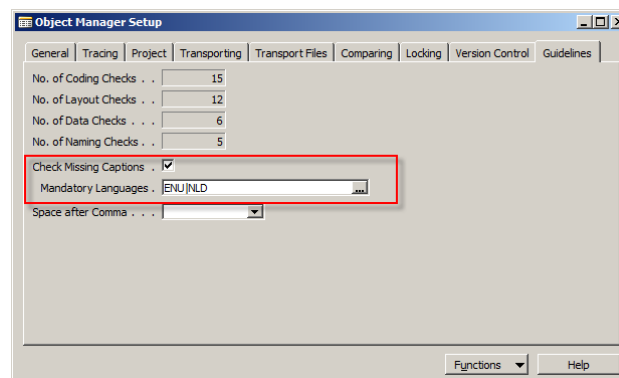 Object Manager Setup
General Tracing Project Transporting Transport Files Comparing Locking Version Control Guidelines
No. of Coding Checks . . 15
No. of Layout Checks . . 12
No. of Data Checks . . . 6
No. of Naming Checks . . 5
Check Missing Captions .
Mandatory Languages . ENU|NLD ...
Space after Comma . . .
Functions Help